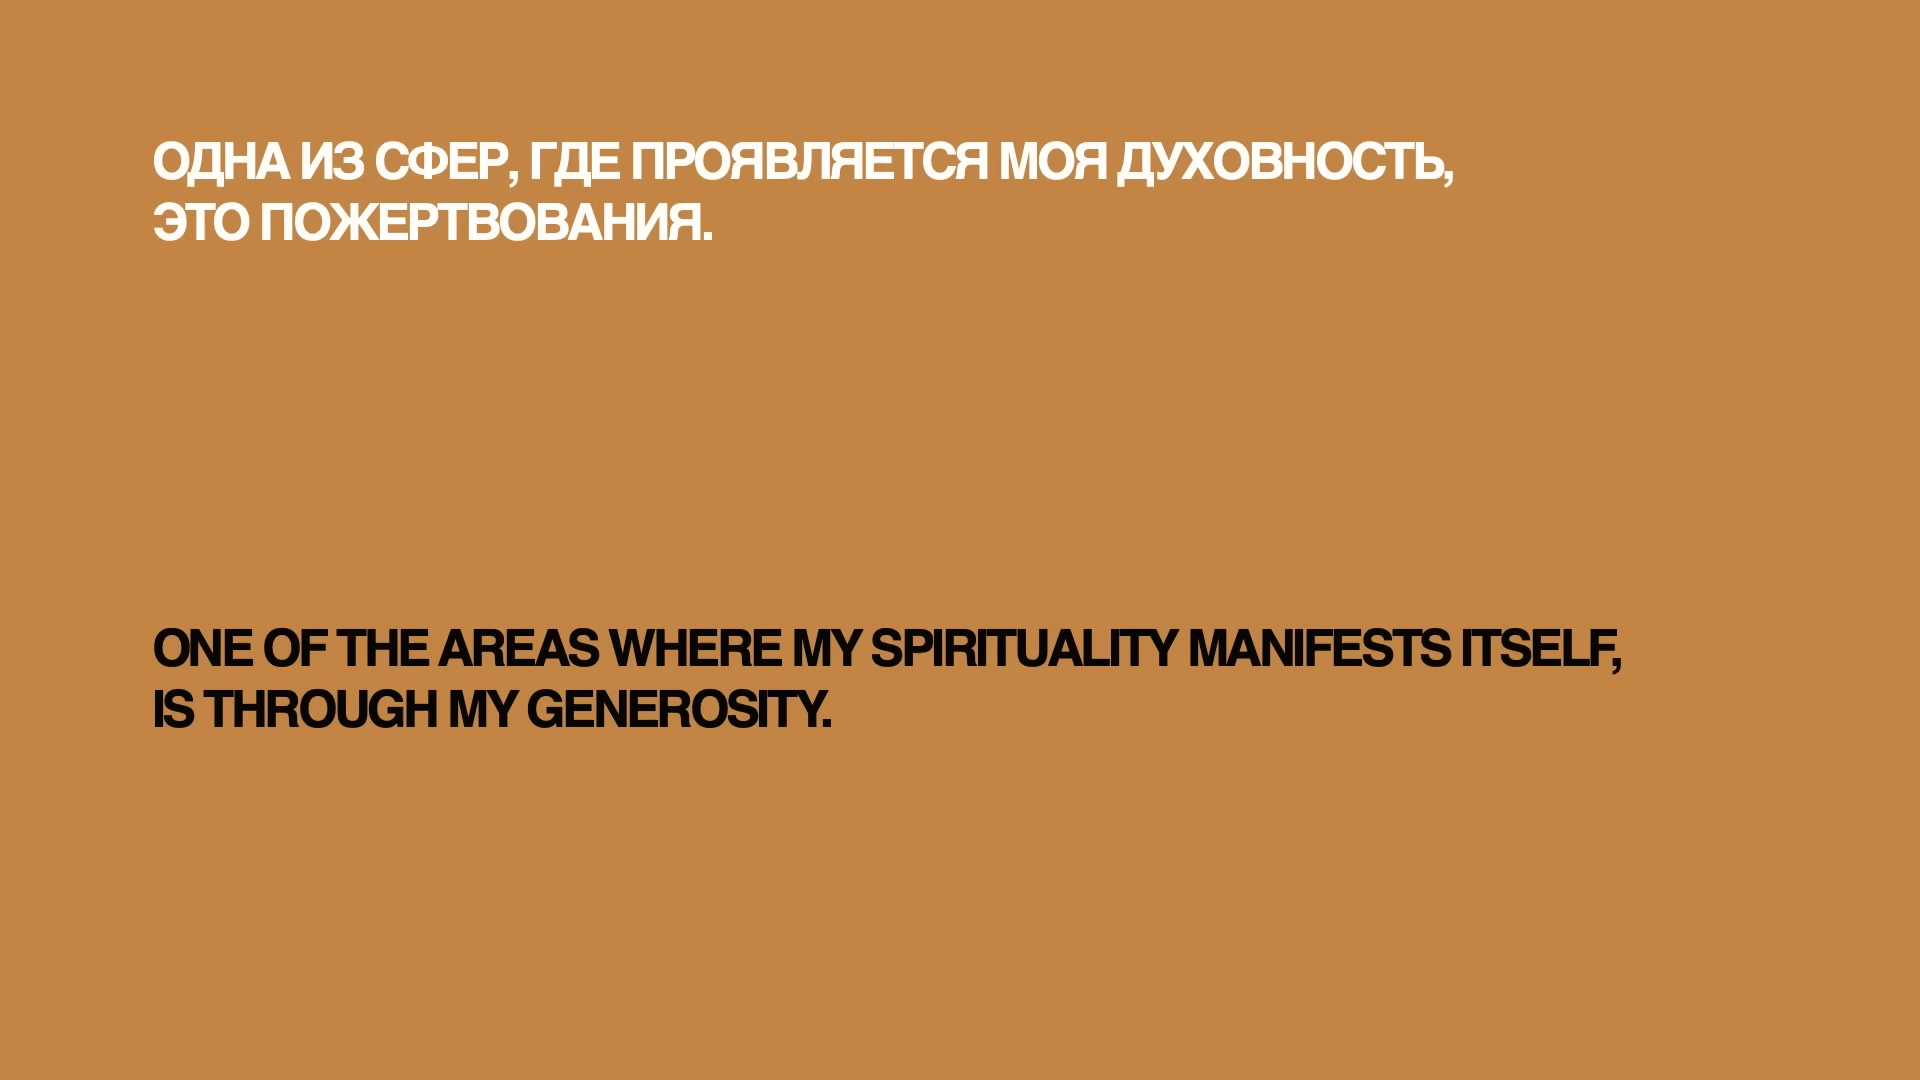 ОДНА ИЗ СФЕР, ГДЕ ПРОЯВЛЯЕТСЯ МОЯ ДУХОВНОСТЬ,
ЭТО ПОЖЕРТВОВАНИЯ.
ONE OF THE AREAS WHERE MY SPIRITUALITY MANIFESTS ITSELF,
IS THROUGH MY GENEROSITY.